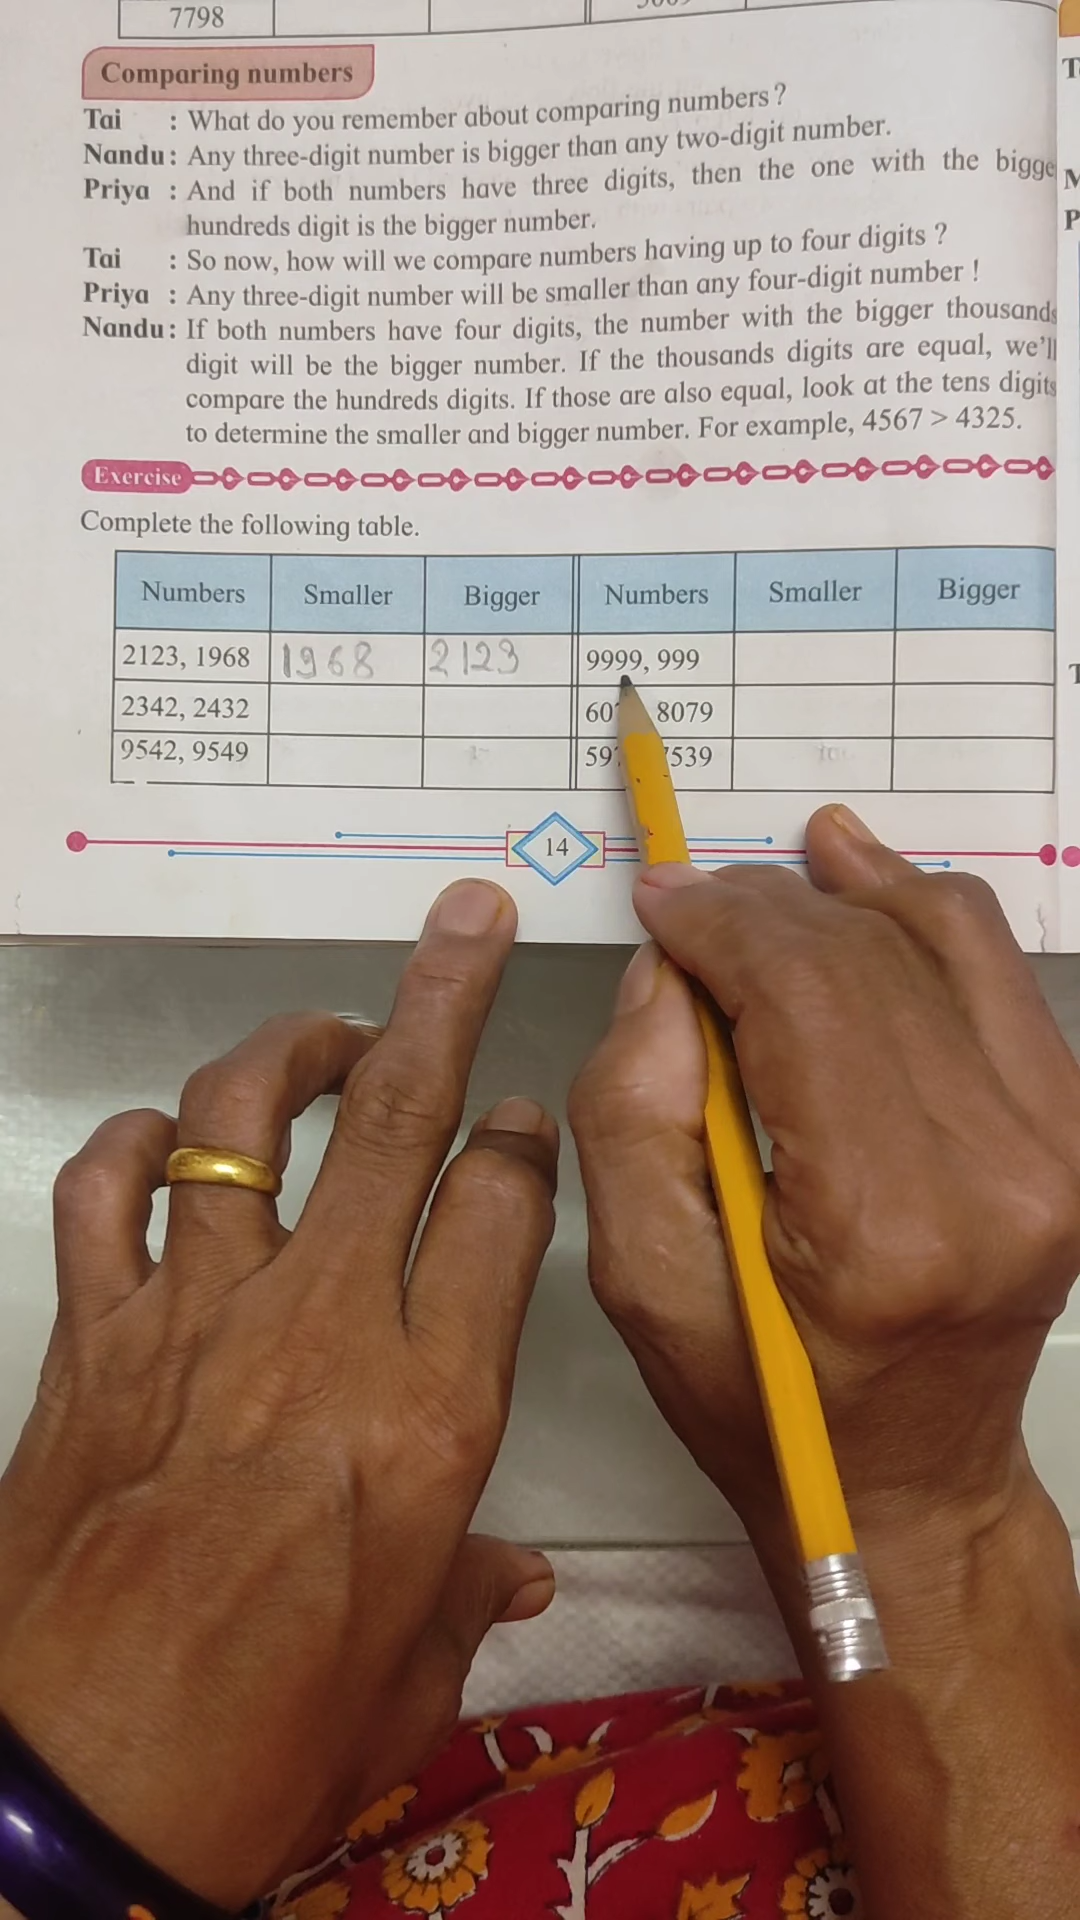 7798
Comparing numbers
Tai : What do you remember about comparing numbers ?
Nandu : Any three-digit number is bigger than any two-digit number.
Priya : And if both numbers have three digits, then the one with the bigge
hundreds digit is the bigger number.
Tai : So now, how will we compare numbers having up to four digits ?
Priya : Any three-digit number will be smaller than any four-digit number !
Nandu : If both numbers have four digits, the number with the bigger thousands
digit will be the bigger number. If the thousands digits are equal, we'll
compare the hundreds digits. If those are also equal, look at the tens digits
to determine the smaller and bigger number. For example, 4567 > 4325.
Exercise
Complete the following table.
Numbers Smaller Bigger Numbers Smaller Bigger
2123, 1968 1968 2123 9999, 999
2342, 2432 8079
9542, 9549
14